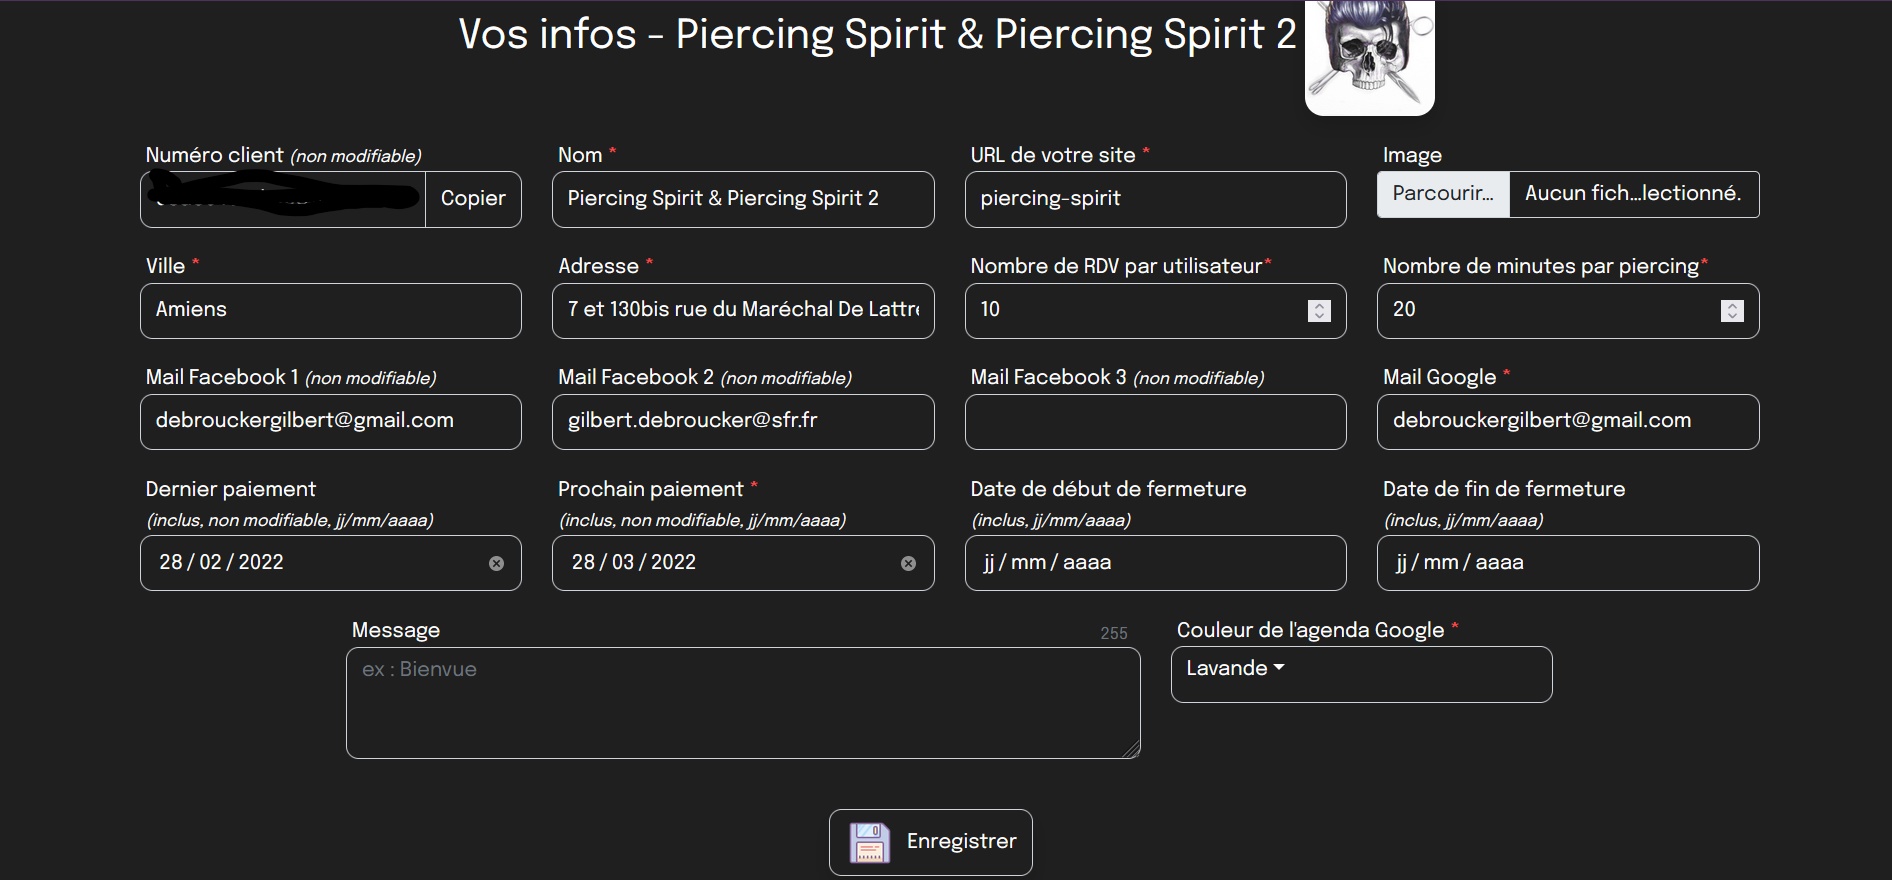 Vos infos - Piercing Spirit & Piercing Spirit 2
Numéro client (non modifiable)
Copier
Nom *
Piercing Spirit & Piercing Spirit 2
URL de votre site *
piercing-spirit
Image
Parcourir... Aucun fich...lectionné.
Ville *
Amiens
Adresse *
7 et 130bis rue du Maréchal De Lattre
Nombre de RDV par utilisateur*
10
Nombre de minutes par piercing*
20
Mail Facebook 1 (non modifiable)
debrouckergilbert@gmail.com
Mail Facebook 2 (non modifiable)
gilbert.debroucker@sfr.fr
Mail Facebook 3 (non modifiable)
Mail Google *
debrouckergilbert@gmail.com
Dernier paiement
(inclus, non modifiable, jj/mm/aaaa)
28 / 02 / 2022
Prochain paiement *
(inclus, non modifiable, jj/mm/aaaa)
28 / 03 / 2022
Date de début de fermeture
(inclus, jj/mm/aaaa)
jj / mm / aaaa
Date de fin de fermeture
(inclus, jj/mm/aaaa)
jj / mm / aaaa
Message
255
ex : Bienvue
Couleur de l'agenda Google *
Lavande
Enregistrer